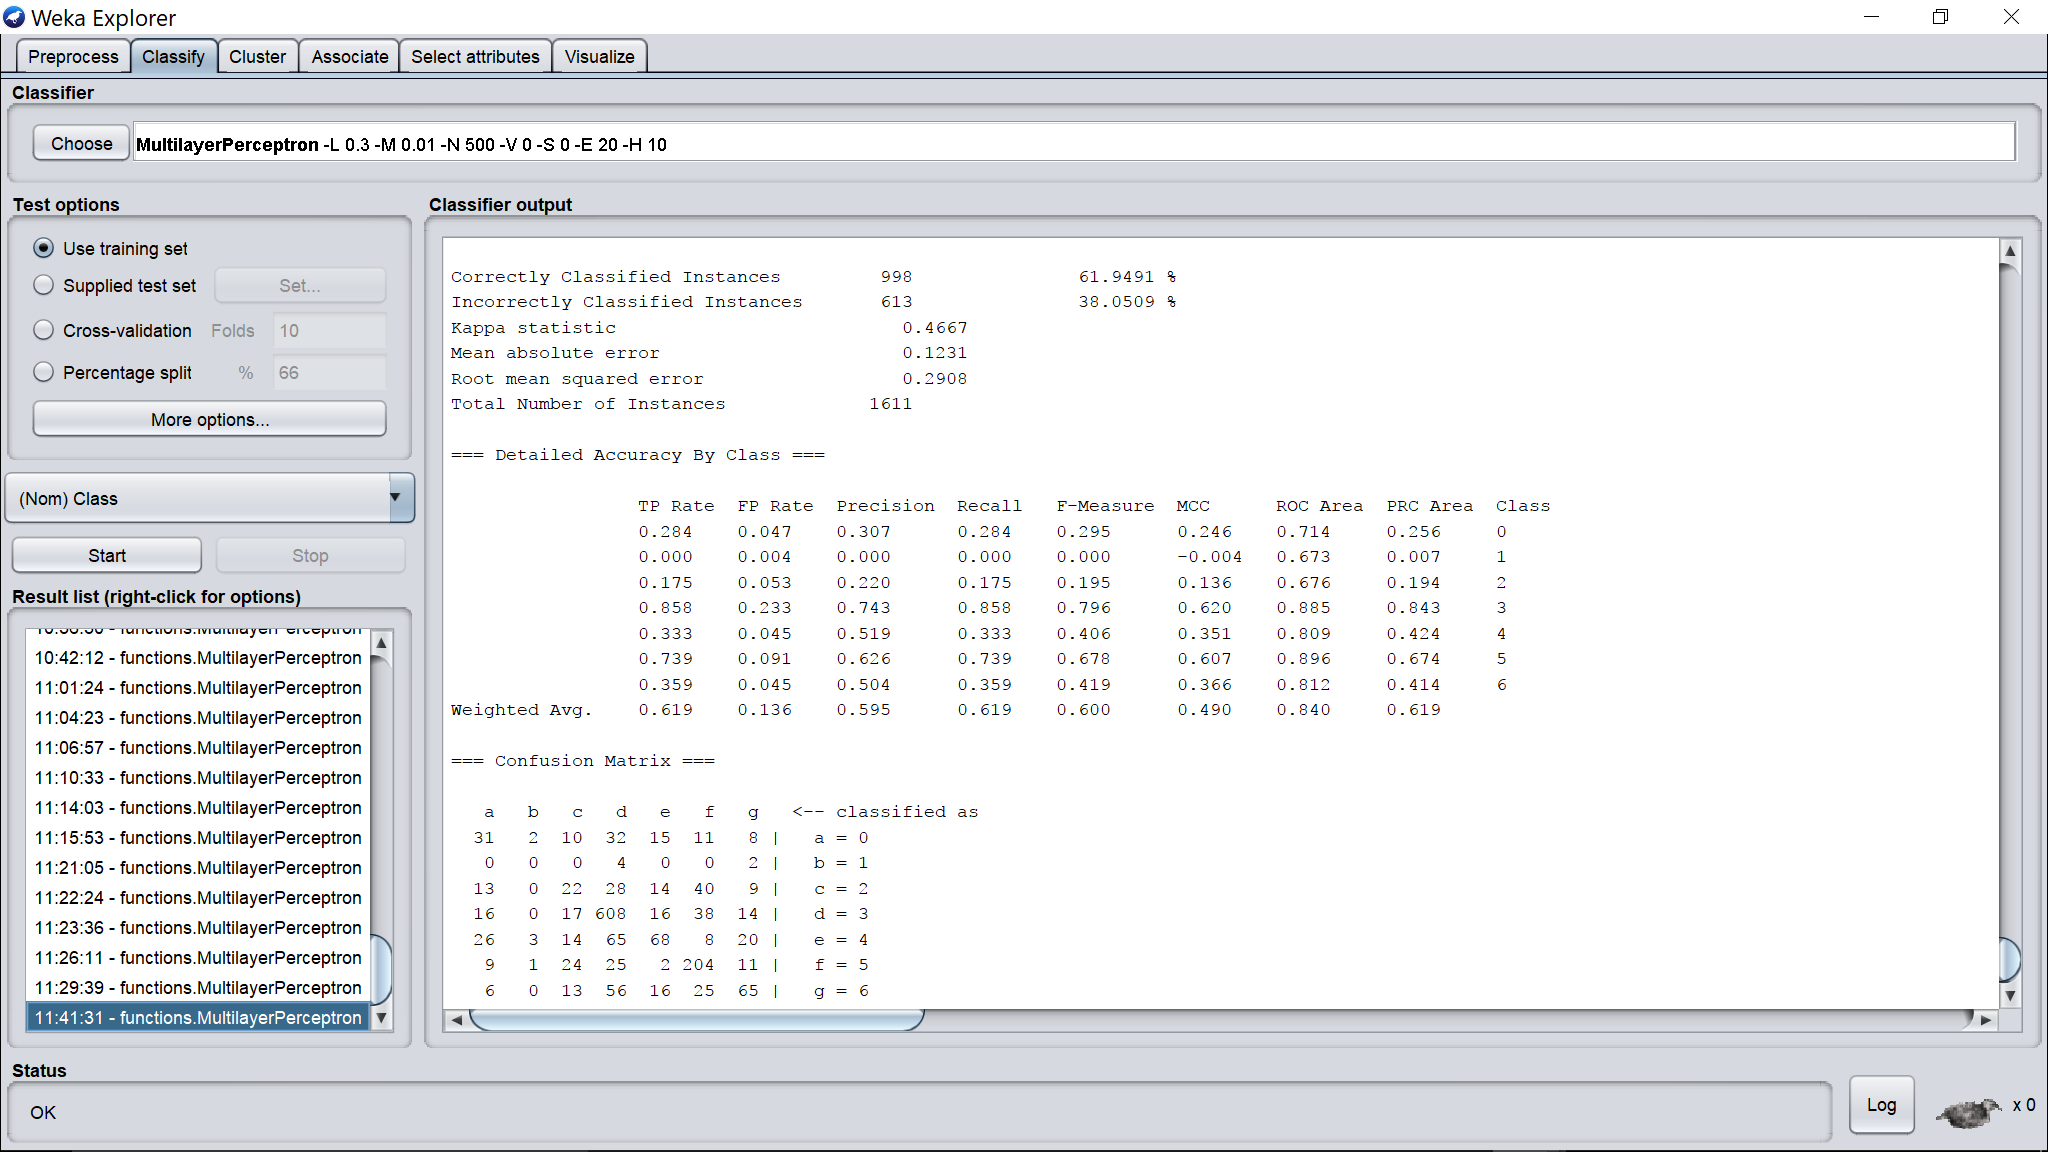 Weka Explorer
Preprocess Classify Cluster Associate Select attributes Visualize
Classifier
Choose MultilayerPerceptron -L 0.3 -M 0.01 -N 500 -V 0 -S 0 -E 20 -H 10
Test options
Use training set
Supplied test set Set...
Cross-validation Folds 10
Percentage split % 66
More options...
(Nom) Class
Start Stop
Result list (right-click for options)
10:42:12 - functions.MultilayerPerceptron
11:01:24 - functions.MultilayerPerceptron
11:04:23 - functions.MultilayerPerceptron
11:06:57 - functions.MultilayerPerceptron
11:10:33 - functions.MultilayerPerceptron
11:14:03 - functions.MultilayerPerceptron
11:15:53 - functions.MultilayerPerceptron
11:21:05 - functions.MultilayerPerceptron
11:22:24 - functions.MultilayerPerceptron
11:23:36 - functions.MultilayerPerceptron
11:26:11 - functions.MultilayerPerceptron
11:29:39 - functions.MultilayerPerceptron
11:41:31 - functions.MultilayerPerceptron
Classifier output
Correctly Classified Instances 998 61.9491 %
Incorrectly Classified Instances 613 38.0509 %
Kappa statistic 0.4667
Mean absolute error 0.1231
Root mean squared error 0.2908
Total Number of Instances 1611
=== Detailed Accuracy By Class ===
TP Rate FP Rate Precision Recall F-Measure MCC ROC Area PRC Area Class
0.284 0.047 0.307 0.284 0.295 0.246 0.714 0.256 0
0.000 0.004 0.000 0.000 0.000 -0.004 0.673 0.007 1
0.175 0.053 0.220 0.175 0.195 0.136 0.676 0.194 2
0.858 0.233 0.743 0.858 0.796 0.620 0.885 0.843 3
0.333 0.045 0.519 0.333 0.406 0.351 0.809 0.424 4
0.739 0.091 0.626 0.739 0.678 0.607 0.896 0.674 5
0.359 0.045 0.504 0.359 0.419 0.366 0.812 0.414 6
Weighted Avg. 0.619 0.136 0.595 0.619 0.600 0.490 0.840 0.619
=== Confusion Matrix ===
a b c d e f g <-- classified as
31 2 10 32 15 11 8 | a = 0
0 0 0 4 0 0 2 | b = 1
13 0 22 28 14 40 9 | c = 2
16 0 17 608 16 38 14 | d = 3
26 3 14 65 68 8 20 | e = 4
9 1 24 25 2 204 11 | f = 5
6 0 13 56 16 25 65 | g = 6
Status
OK
Log
x 0